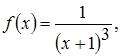 f(x) = 1/(x+1)³,